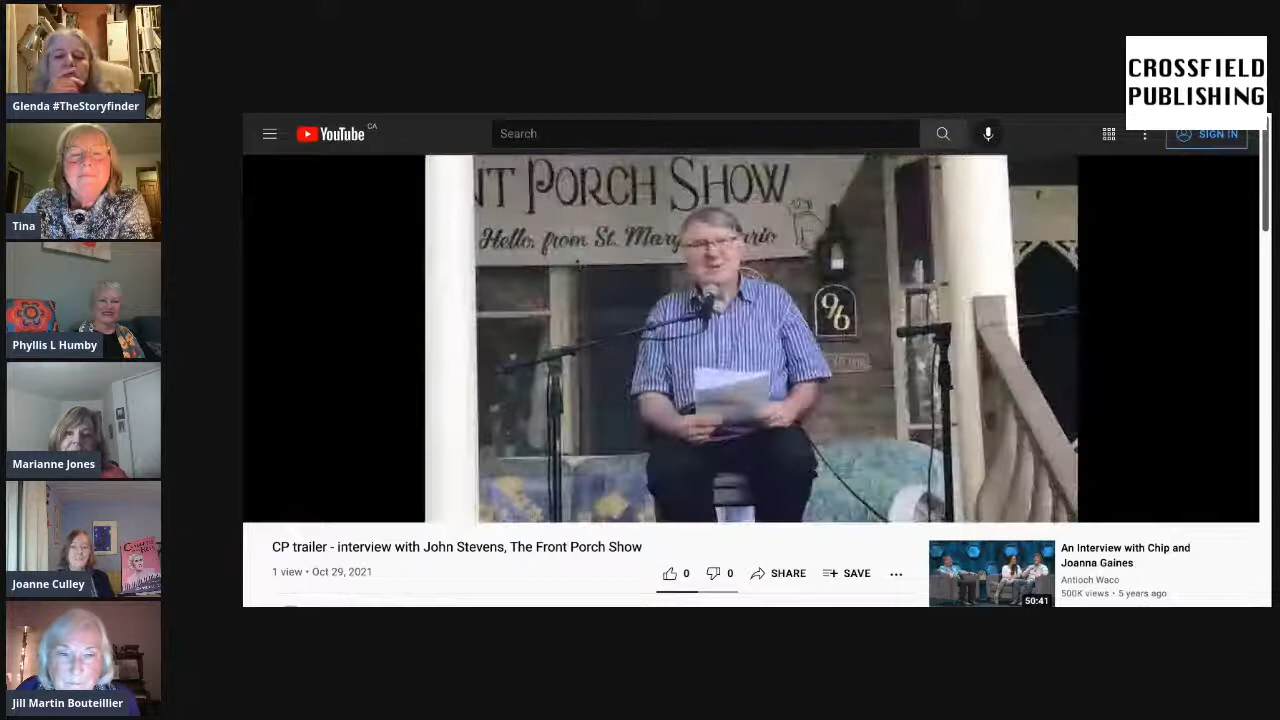 Glenda #TheStoryfinder
Tina
Phyllis L Humby
Marianne Jones
Joanne Culley
Jill Martin Bouteillier
CROSSFIELD
PUBLISHING
YouTube CA
Search
SIGN IN
NT PORCH SHOW
Hello, from St. Mary
rio
96
CP trailer - interview with John Stevens, The Front Porch Show
1 view • Oct 29, 2021
0
0
SHARE
SAVE
An Interview with Chip and
Joanna Gaines
Antioch Waco
500K views • 5 years ago
50:41